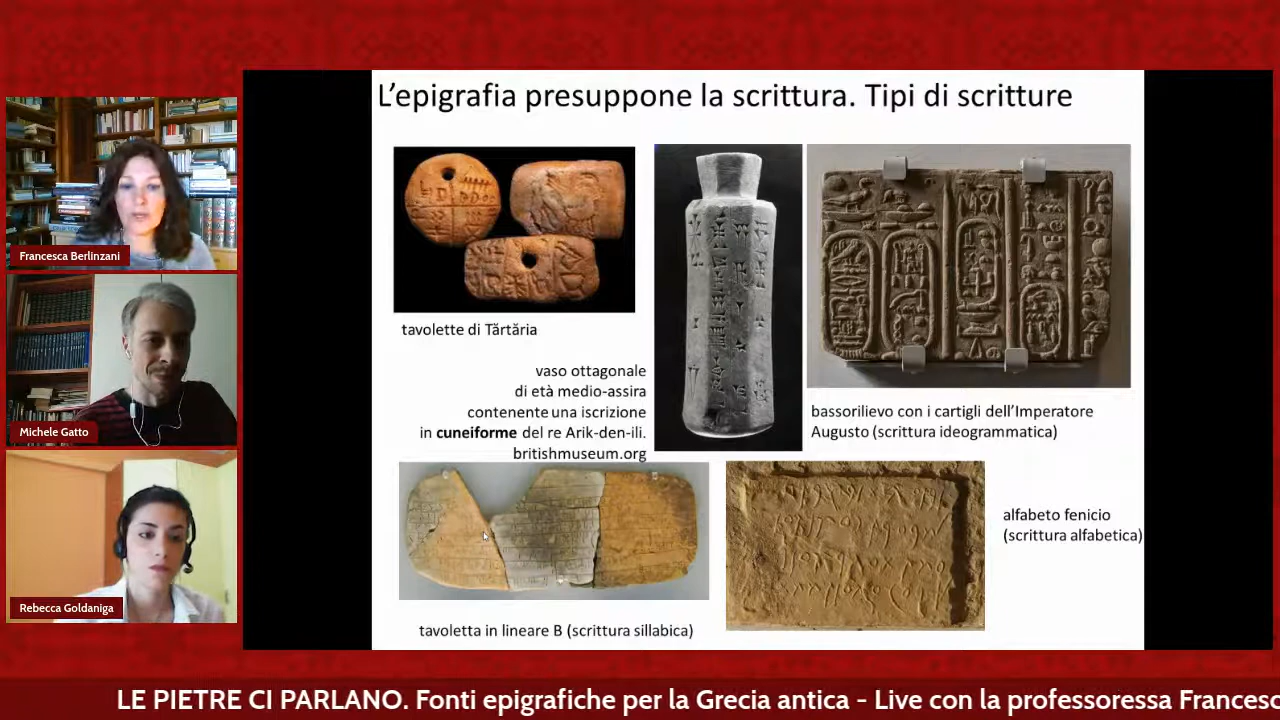 L'epigrafia presuppone la scrittura. Tipi di scritture
tavolette di Tărtăria
vaso ottagonale
di età medio-assira
contenente una iscrizione
in cuneiforme del re Arik-den-ili.
britishmuseum.org
bassorilievo con i cartigli dell'Imperatore
Augusto (scrittura ideogrammatica)
alfabeto fenicio
(scrittura alfabetica)
tavoletta in lineare B (scrittura sillabica)
Francesca Berlinzani
Michele Gatto
Rebecca Goldaniga
LE PIETRE CI PARLANO. Fonti epigrafiche per la Grecia antica - Live con la professoressa Francesc